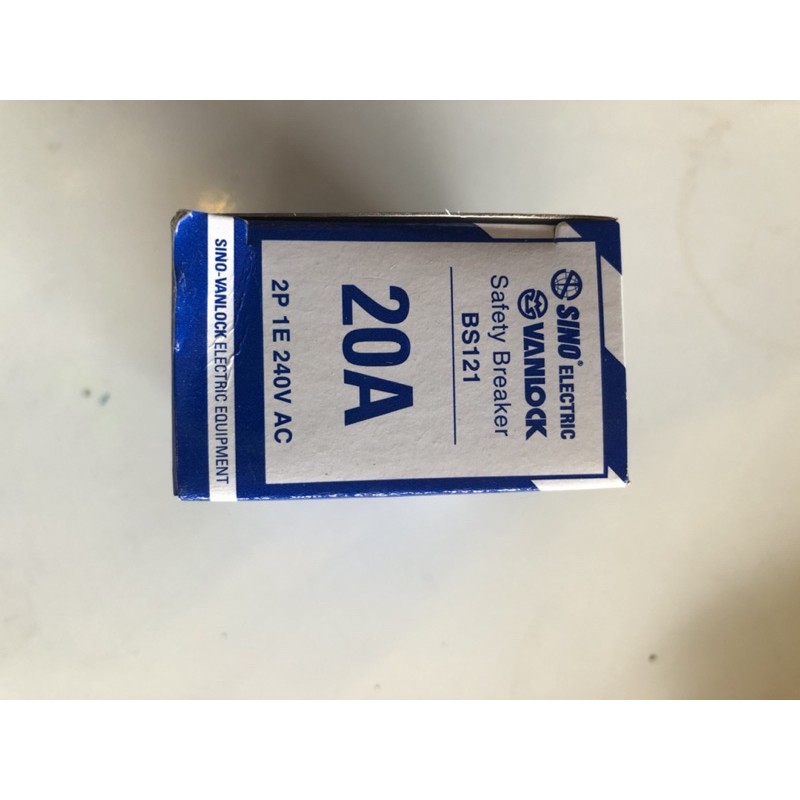 SINO® ELECTRIC
VANLOCK
Safety Breaker
BS121
20A
2P 1E 240V AC
SINO-VANLOCK ELECTRIC EQUIPMENT